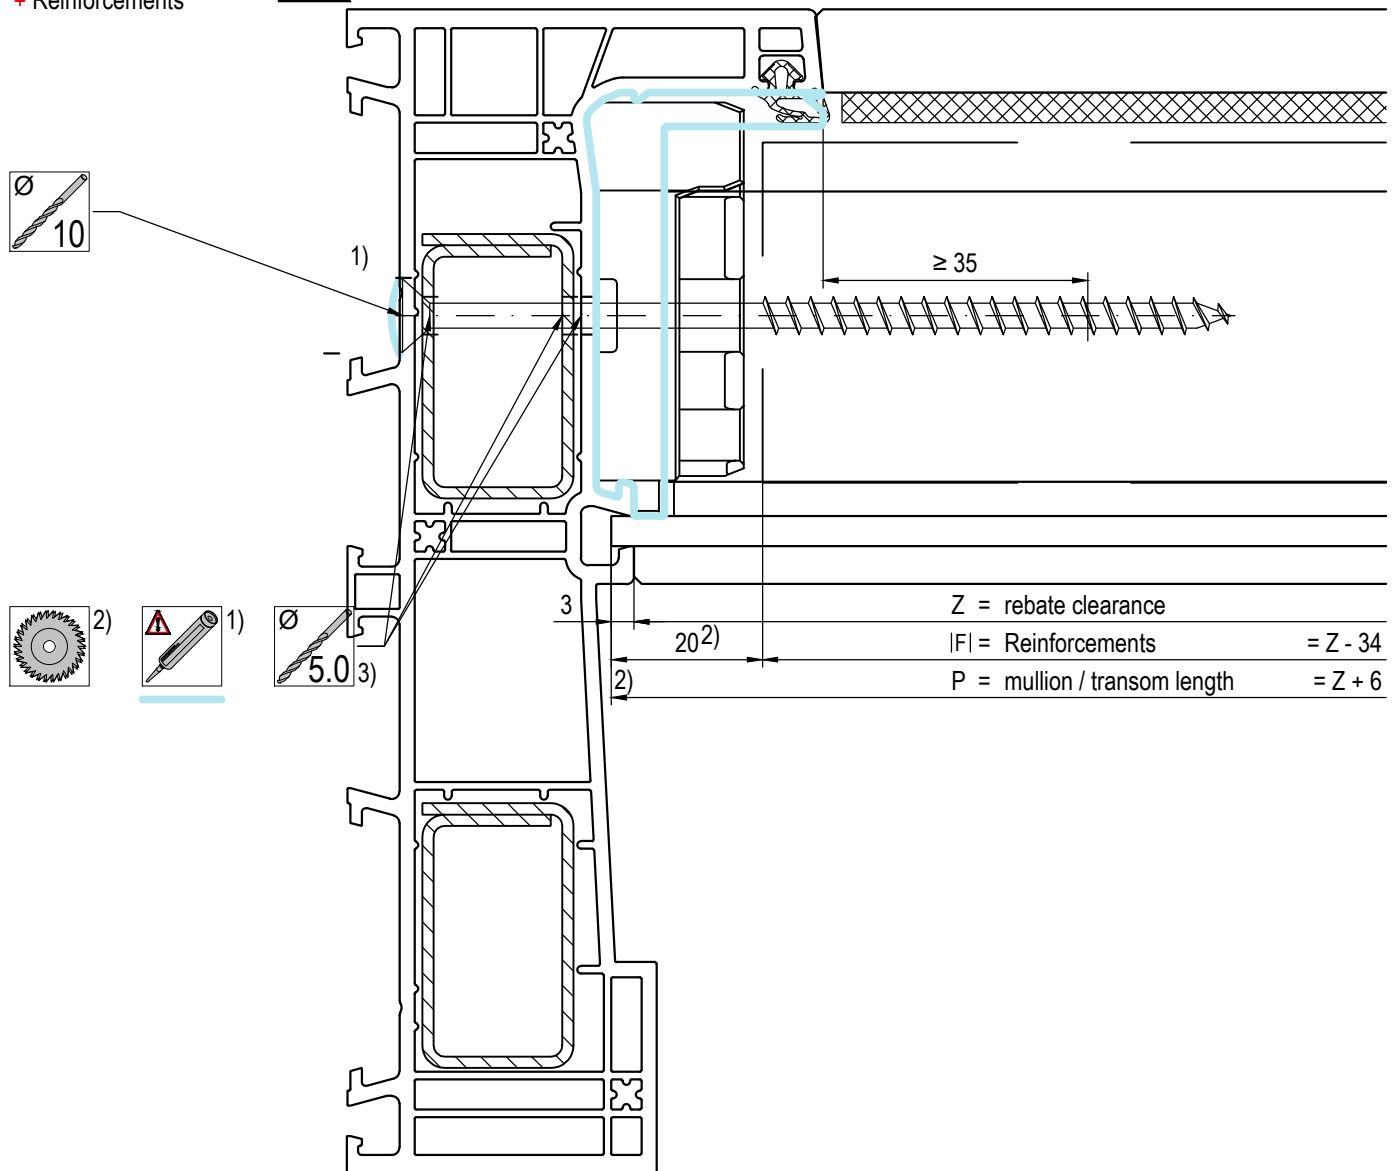 + Reinforcements
Ø
10
1)
≥ 35
2)
1)
Ø
5.0
3)
3
20 2)
2)
Z = rebate clearance
|F| = Reinforcements = Z - 34
P = mullion / transom length = Z + 6